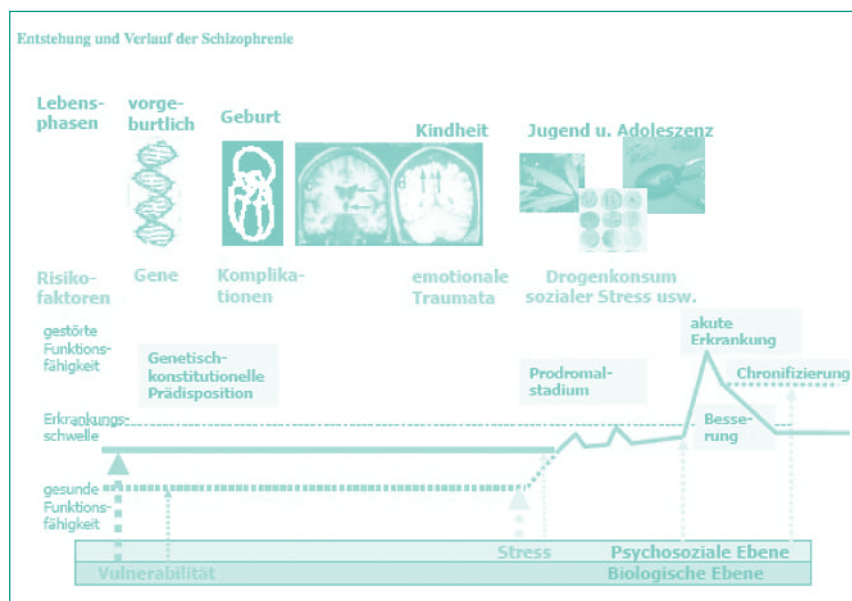 Entstehung und Verlauf der Schizophrenie
Lebens-
phasen
vorge-
burtlich
Geburt
Kindheit
Jugend u. Adoleszenz
c
d
Risiko-
faktoren
Gene
Komplika-
tionen
emotionale
Traumata
Drogenkonsum
sozialer Stress usw.
gestörte
Funktions-
fähigkeit
Genetisch-
konstitutionelle
Prädisposition
Prodromal-
stadium
akute
Erkrankung
Chronifizierung
Erkrankungs-
schwelle
Besse-
rung
gesunde
Funktions-
fähigkeit
Stress
Psychosoziale Ebene
Vulnerabilität
Biologische Ebene